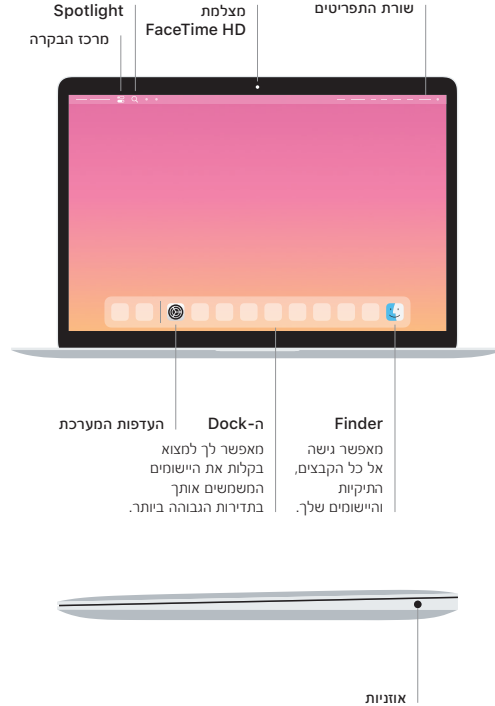 שורת התפריטים
מצלמת
FaceTime HD
Spotlight
מרכז הבקרה
Finder
מאפשר גישה
אל כל הקבצים,
התיקיות
והיישומים שלך.
ה-Dock
מאפשר לך למצוא
בקלות את היישומים
המשמשים אותך
בתדירות הגבוהה ביותר.
העדפות המערכת
אוזניות